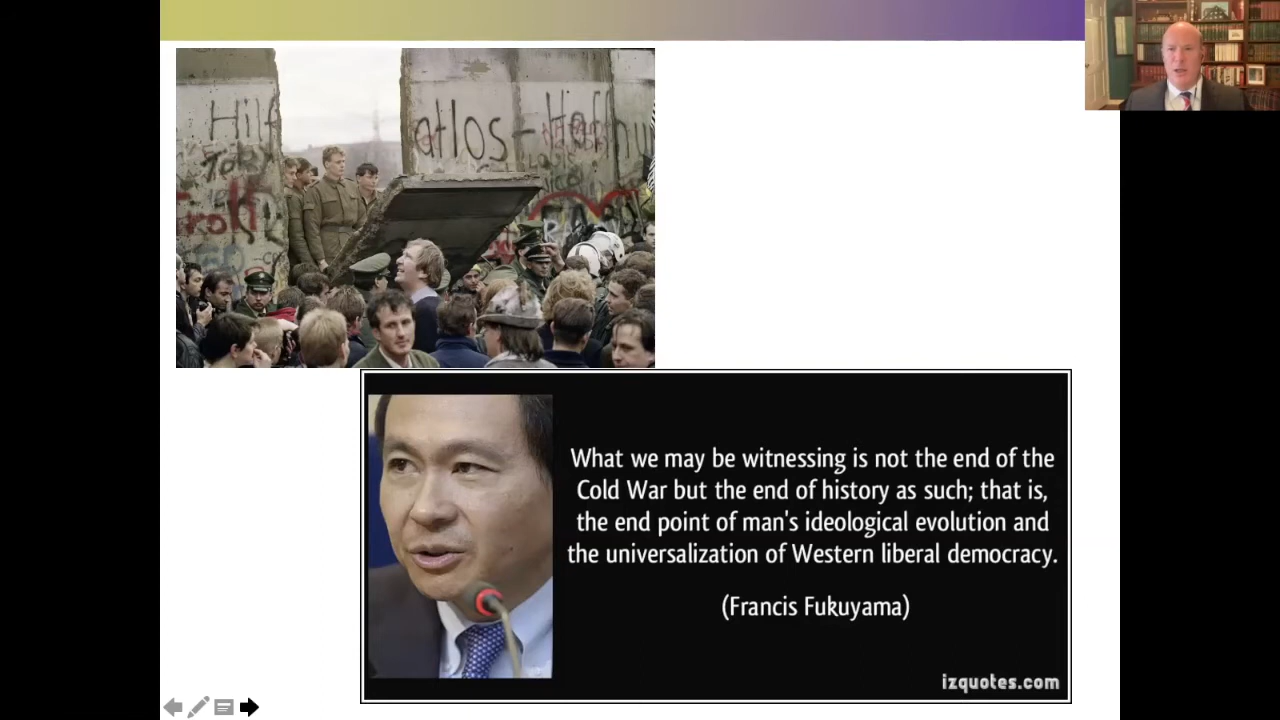 Hilf
Toby
Troll
atlos-
What we may be witnessing is not the end of the
Cold War but the end of history as such; that is,
the end point of man's ideological evolution and
the universalization of Western liberal democracy.
(Francis Fukuyama)
izquotes.com